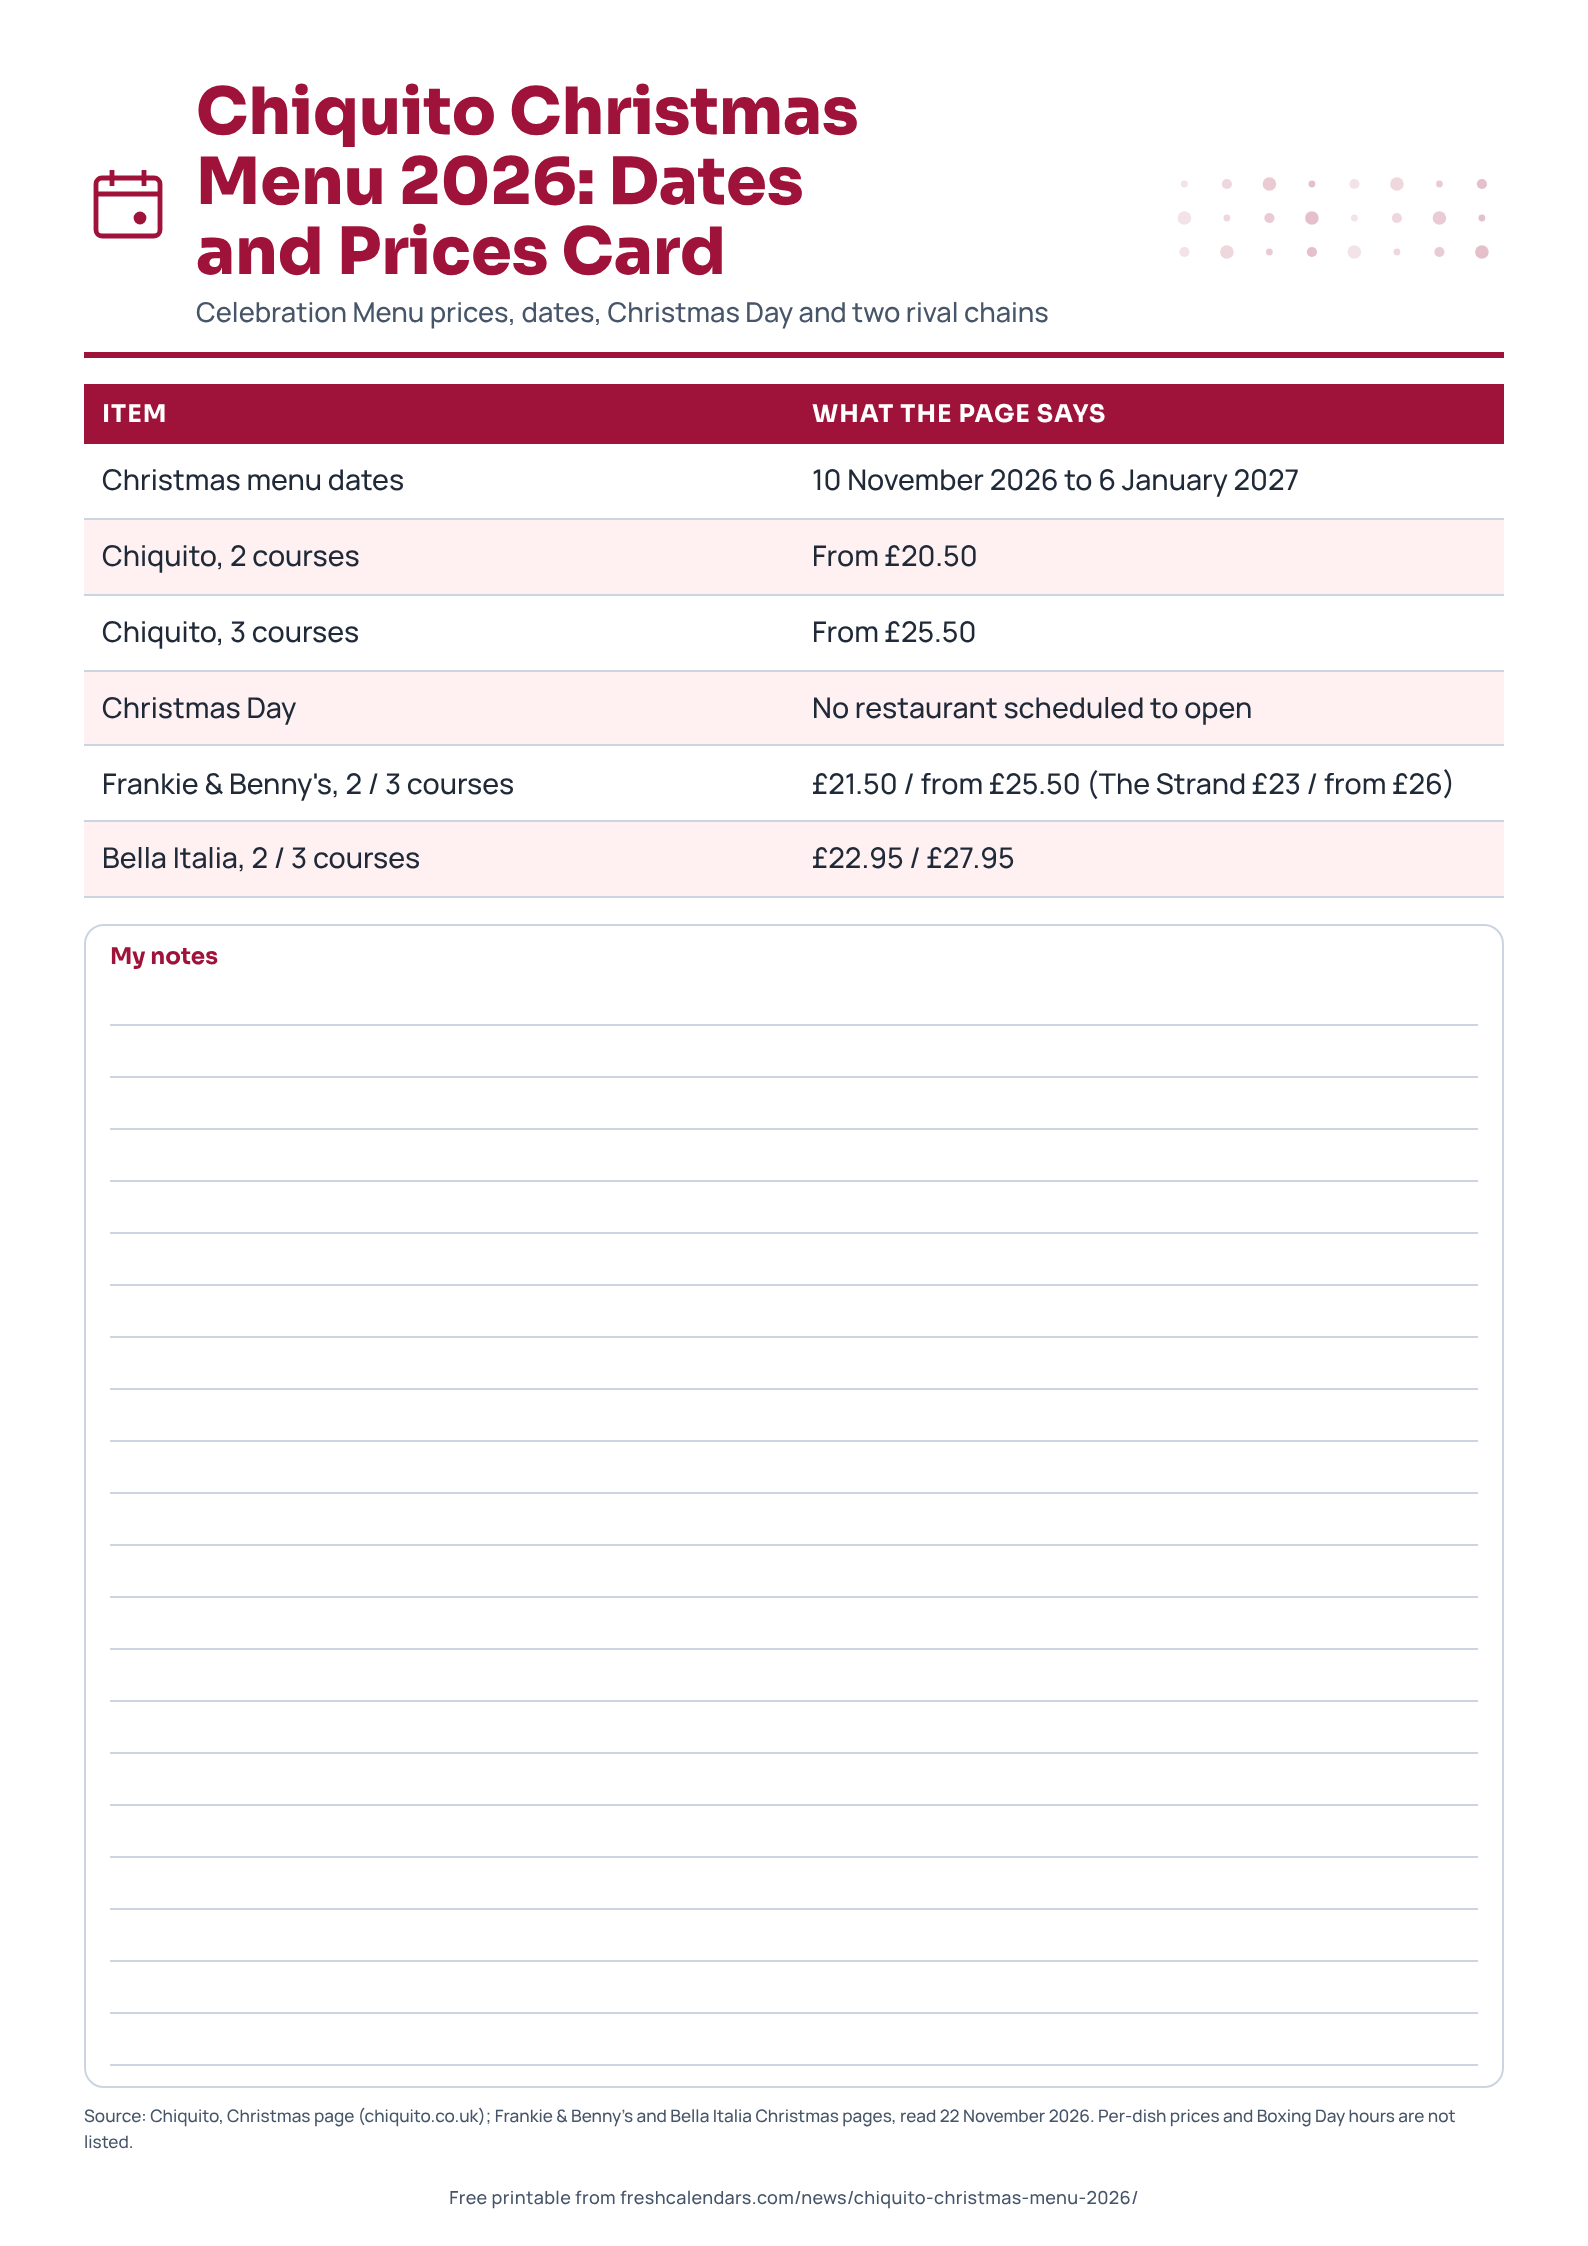 Chiquito Christmas
Menu 2026: Dates
and Prices Card
Celebration Menu prices, dates, Christmas Day and two rival chains
ITEM WHAT THE PAGE SAYS
Christmas menu dates 10 November 2026 to 6 January 2027
Chiquito, 2 courses From £20.50
Chiquito, 3 courses From £25.50
Christmas Day No restaurant scheduled to open
Frankie & Benny's, 2 / 3 courses £21.50 / from £25.50 (The Strand £23 / from £26)
Bella Italia, 2 / 3 courses £22.95 / £27.95
My notes
Source: Chiquito, Christmas page (chiquito.co.uk); Frankie & Benny's and Bella Italia Christmas pages, read 22 November 2026. Per-dish prices and Boxing Day hours are not
listed.
Free printable from freshcalendars.com/news/chiquito-christmas-menu-2026/